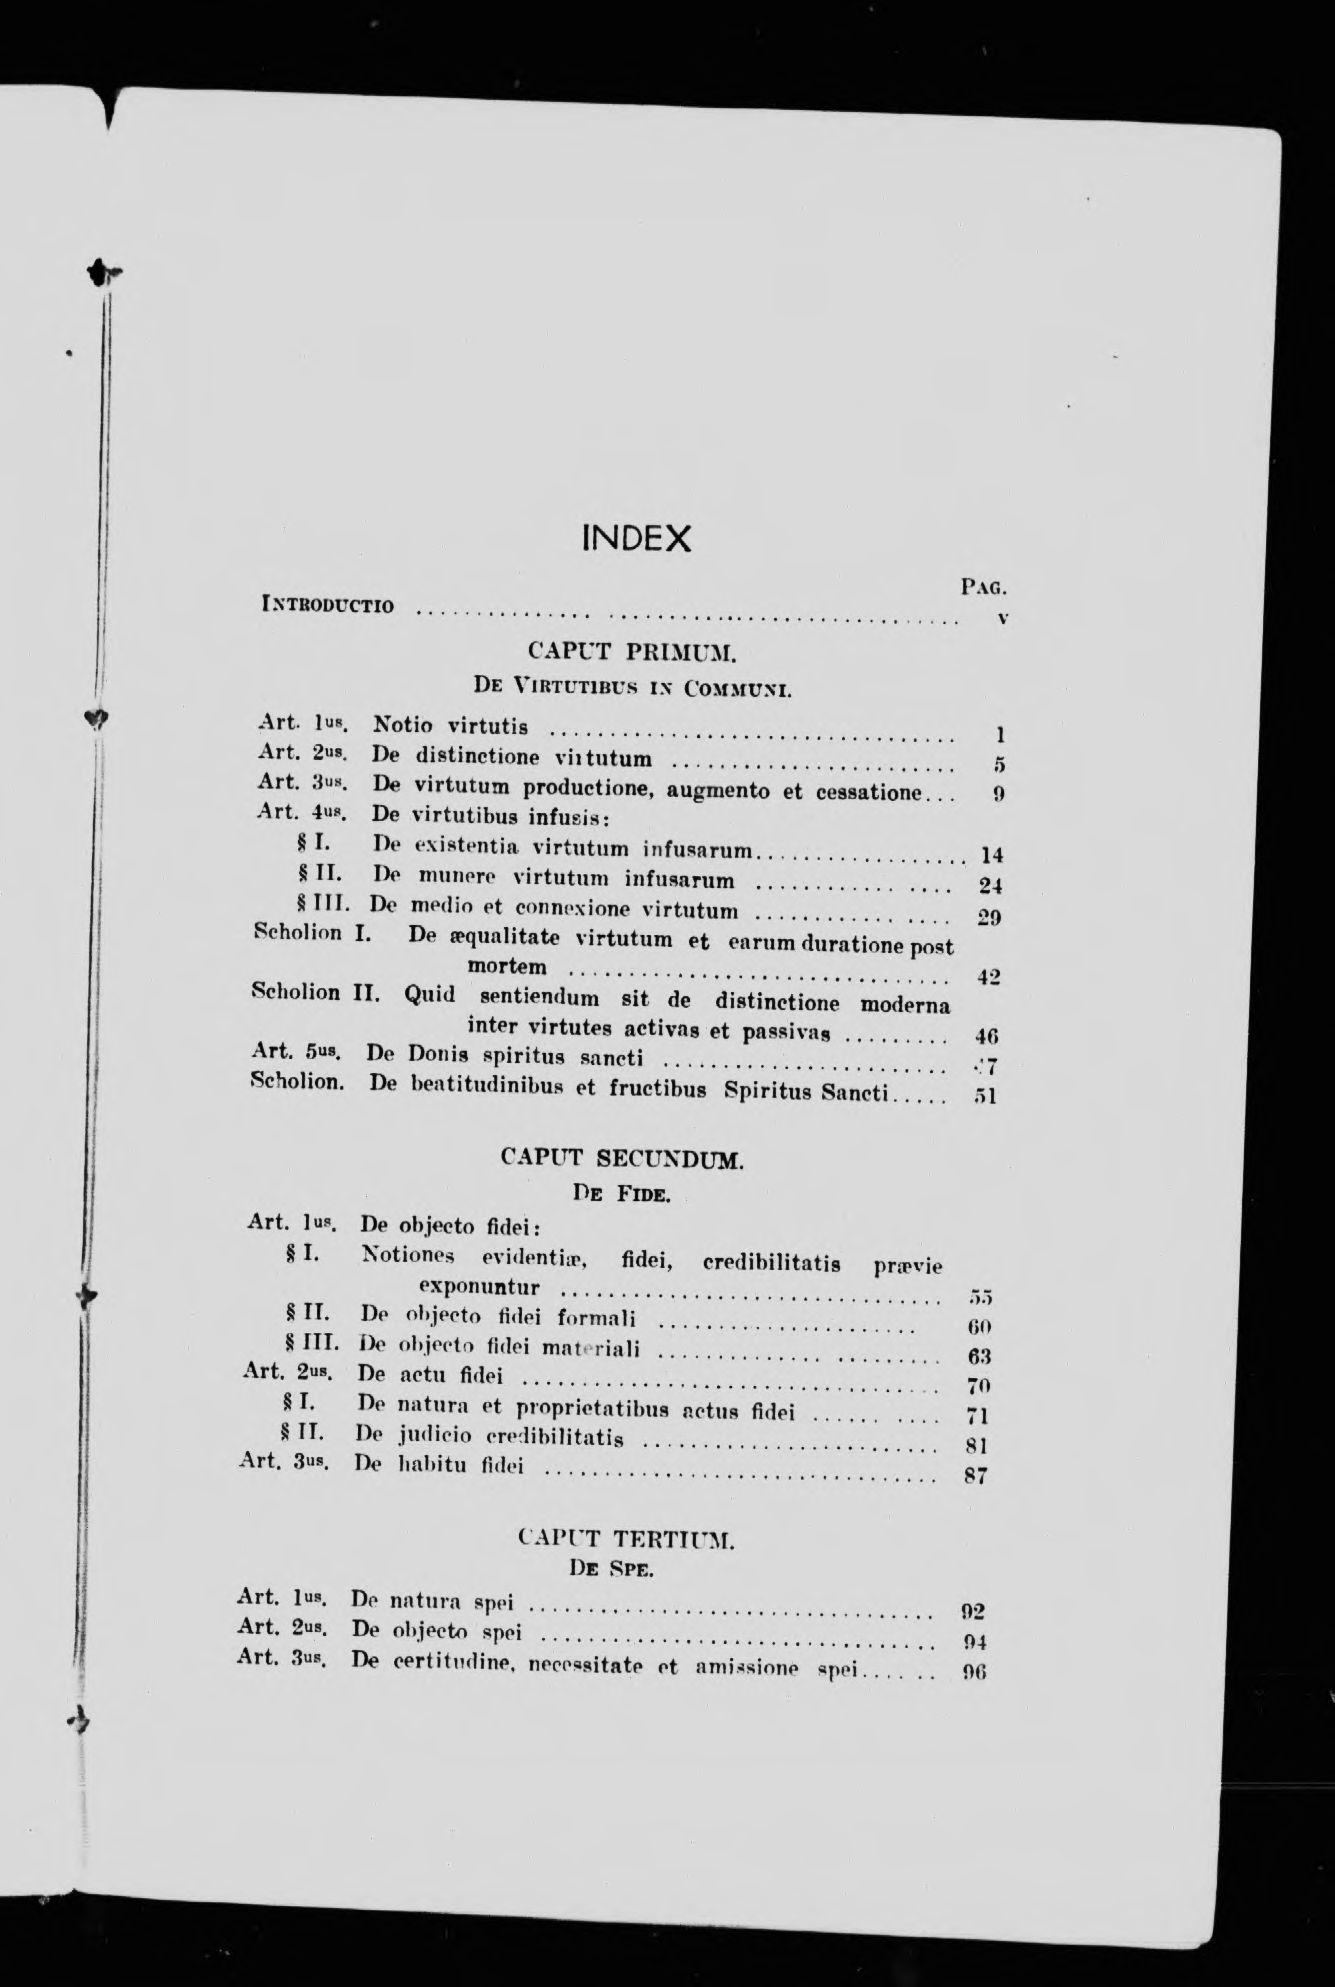 INDEX
PAG.
INTRODUCTIO ........................................ v
CAPUT PRIMUM.
DE VIRTUTIBUS IN COMMUNI.
Art. 1us. Notio virtutis .................................. 1
Art. 2us. De distinctione virtutum ........................ 5
Art. 3us. De virtutum productione, augmento et cessatione... 9
Art. 4us. De virtutibus infusis:
§ I. De existentia virtutum infusarum.................. 14
§ II. De munere virtutum infusarum ................ 24
§ III. De medio et connexione virtutum ................ 29
Scholion I. De æqualitate virtutum et earum duratione post
mortem ................................ 42
Scholion II. Quid sentiendum sit de distinctione moderna
inter virtutes activas et passivas ......... 46
Art. 5us. De Donis spiritus sancti ........................ 7
Scholion. De beatitudinibus et fructibus Spiritus Sancti..... 51
CAPUT SECUNDUM.
DE FIDE.
Art. 1us. De objecto fidei:
§ I. Notiones evidentiæ, fidei, credibilitatis prævie
exponuntur ................................ 55
§ II. De objecto fidei formali ...................... 60
§ III. De objecto fidei materiali ....................... 63
Art. 2us. De actu fidei ................................... 70
§ I. De natura et proprietatibus actus fidei .......... 71
§ II. De judicio credibilitatis ......................... 81
Art. 3us. De habitu fidei ................................. 87
CAPUT TERTIUM.
DE SPE.
Art. 1us. De natura spei .................................. 92
Art. 2us. De objecto spei ................................. 94
Art. 3us. De certitudine, necessitate et amissione spei...... 96